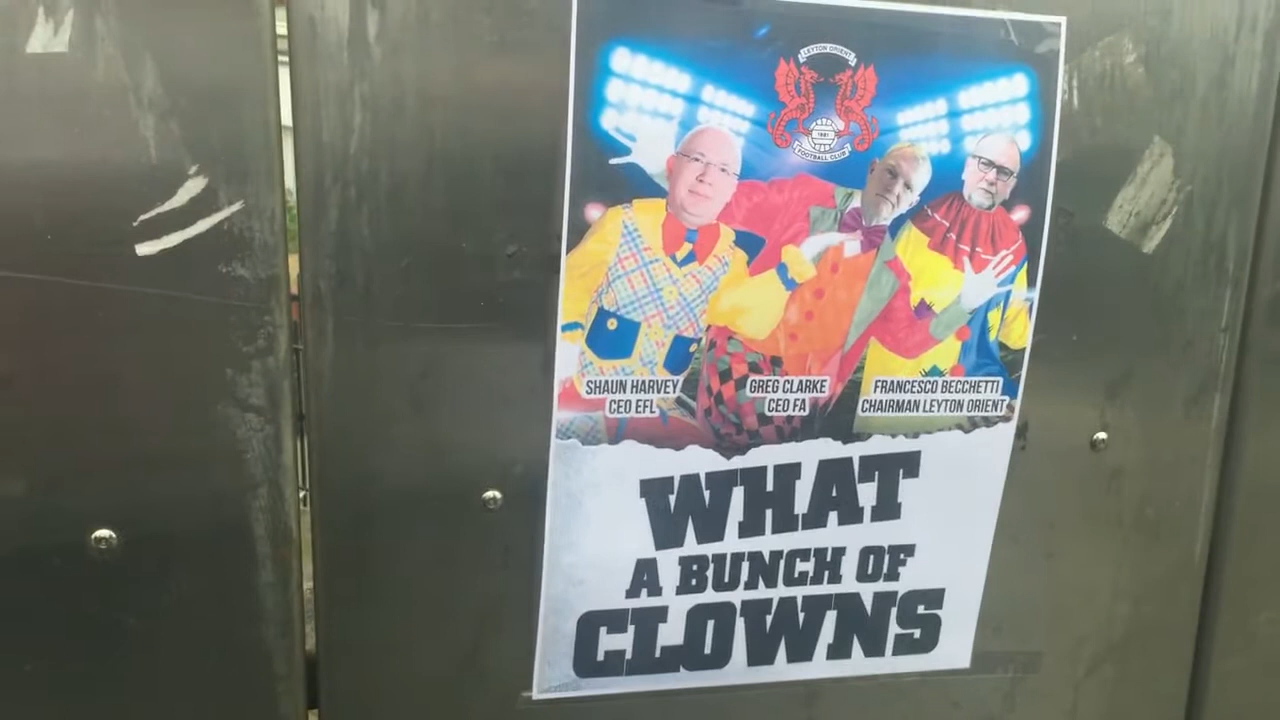 LEYTON ORIENT
1881
FOOTBALL CLUB
SHAUN HARVEY
CEO EFL
GREG CLARKE
CEO FA
FRANCESCO BECCHETTI
CHAIRMAN LEYTON ORIENT
WHAT
A BUNCH OF
CLOWNS